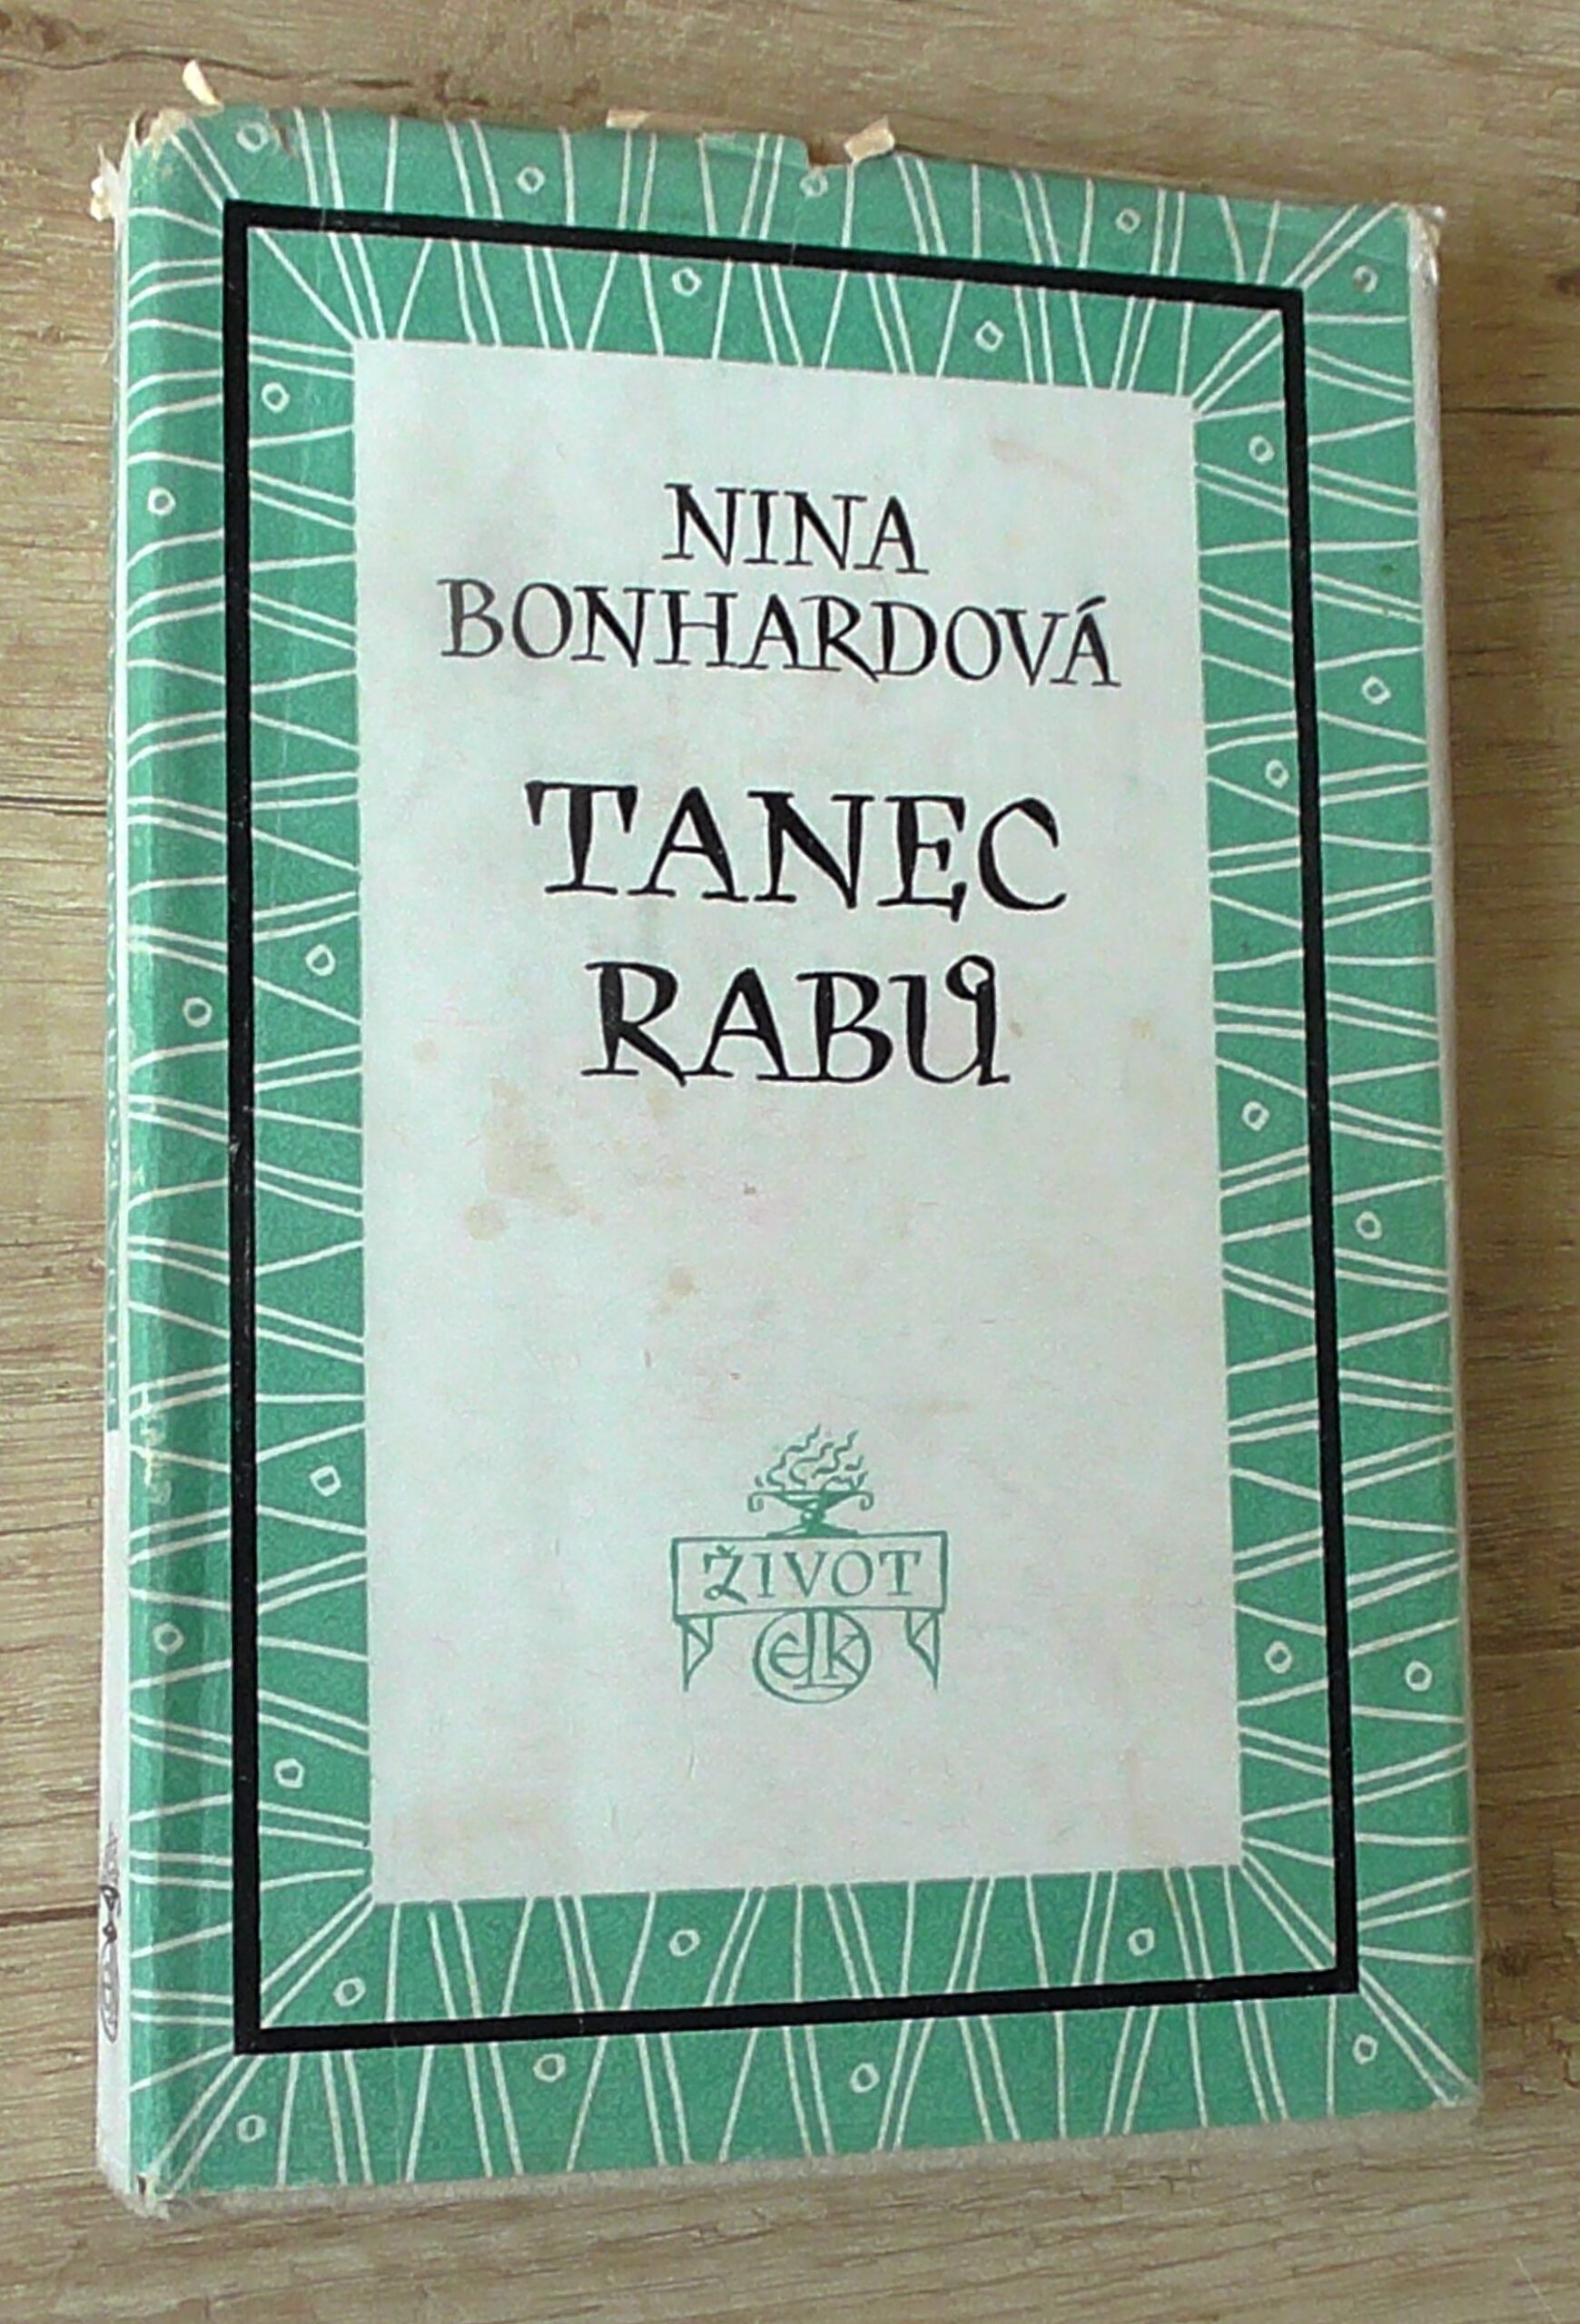 NINA
BONHARDOVÁ
TANEC
RABŮ
ŽIVOT
ELK